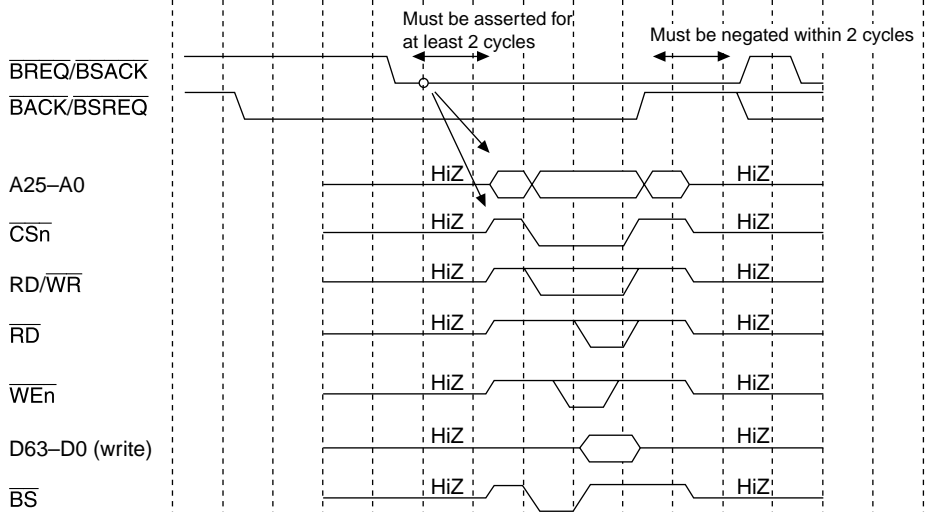 Must be asserted for
at least 2 cycles
Must be negated within 2 cycles
BREQ/BSACK
BACK/BSREQ
A25–A0
HiZ
HiZ
CSn
HiZ
HiZ
RD/WR
HiZ
HiZ
RD
HiZ
HiZ
WEn
HiZ
HiZ
D63–D0 (write)
HiZ
HiZ
BS
HiZ
HiZ